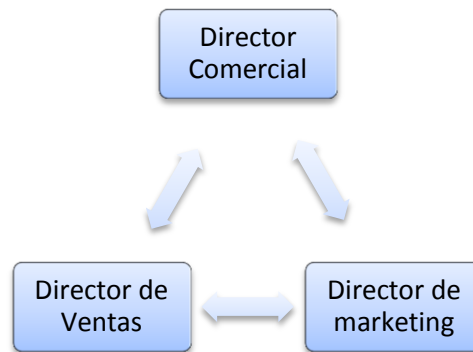 Director
Comercial
Director de
Ventas
Director de
marketing